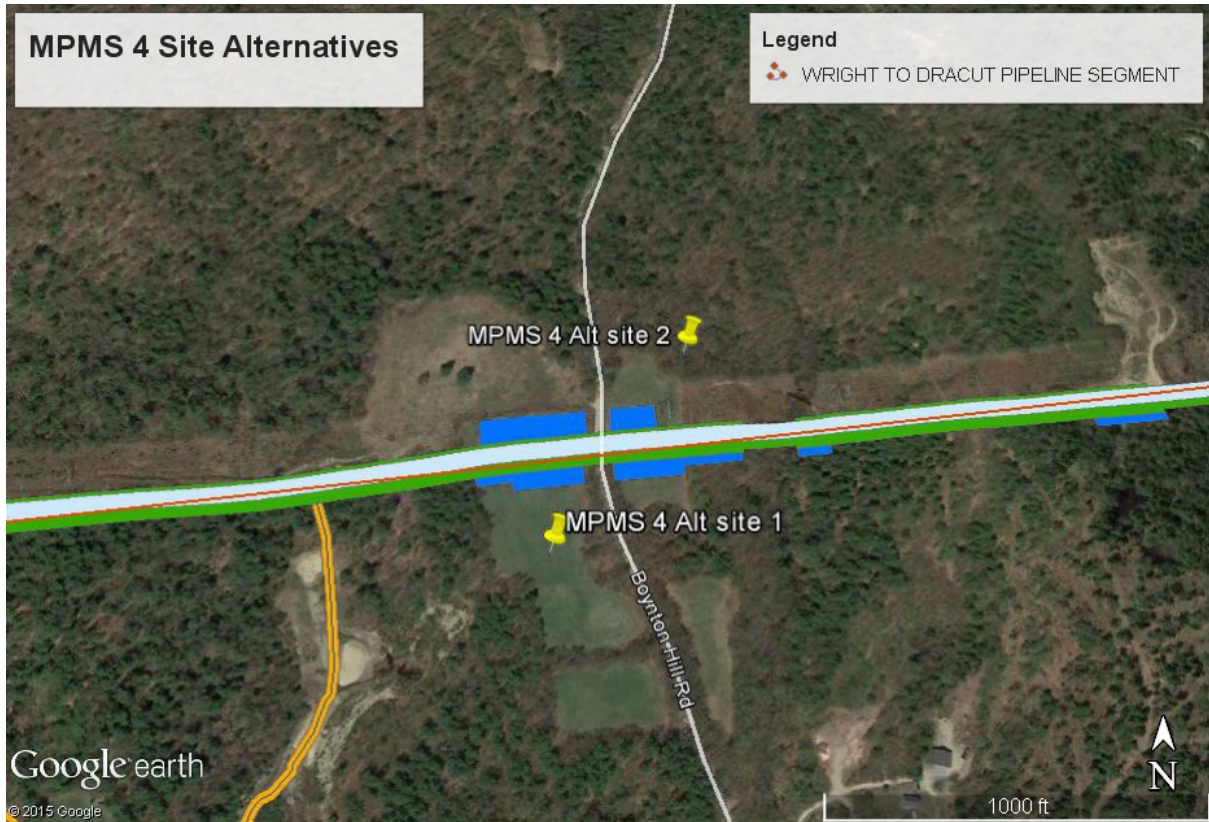 MPMS 4 Site Alternatives
Legend
WRIGHT TO DRACUT PIPELINE SEGMENT
MPMS 4 Alt site 2
MPMS 4 Alt site 1
Boynton-Hill-Rd
Google earth
© 2015 Google
1000 ft
N